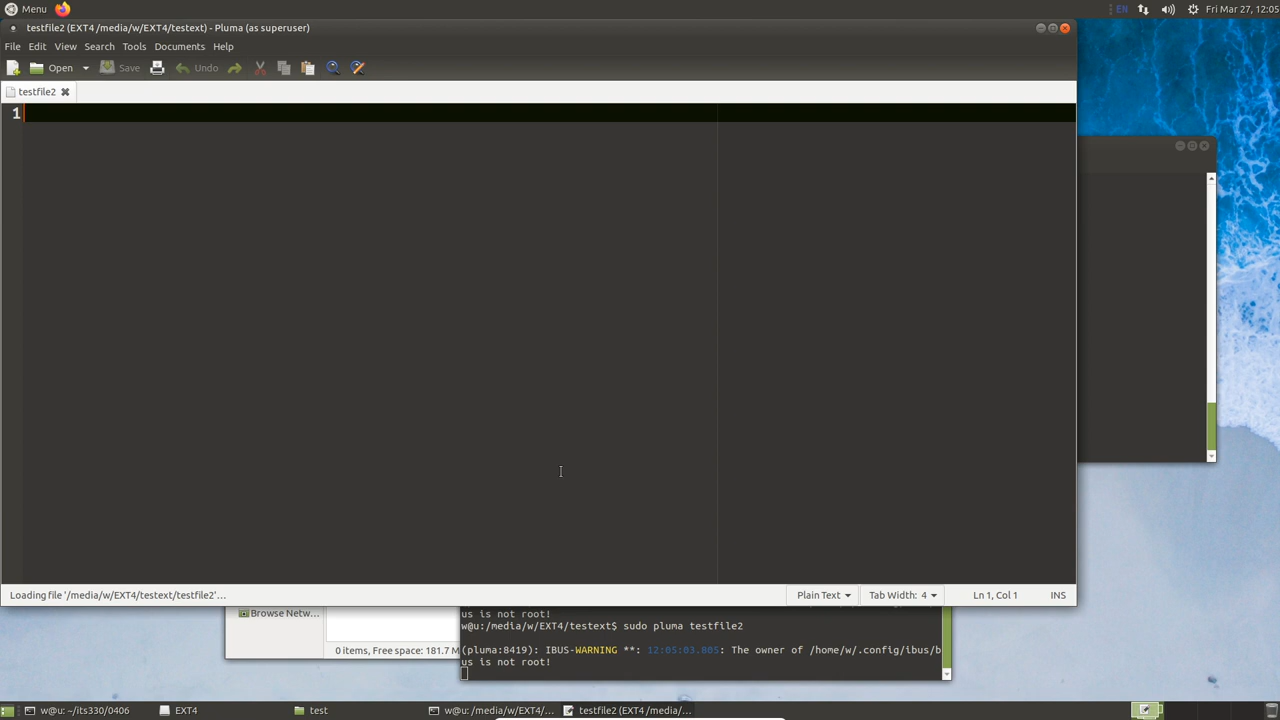 Menu
EN
Fri Mar 27, 12:05
testfile2 (EXT4 /media/w/EXT4/testext) - Pluma (as superuser)
File Edit View Search Tools Documents Help
Open Save Undo
testfile2
1
Loading file '/media/w/EXT4/testext/testfile2'…
Plain Text Tab Width: 4 Ln 1, Col 1 INS
Browse Netw...
0 items, Free space: 181.7 M
us is not root!
w@u:/media/w/EXT4/testext$ sudo pluma testfile2
(pluma:8419): IBUS-WARNING **: 12:05:03.805: The owner of /home/w/.config/ibus/b
us is not root!
w@u: ~/its330/0406
EXT4
test
w@u: /media/w/EXT4/...
testfile2 (EXT4 /media/...